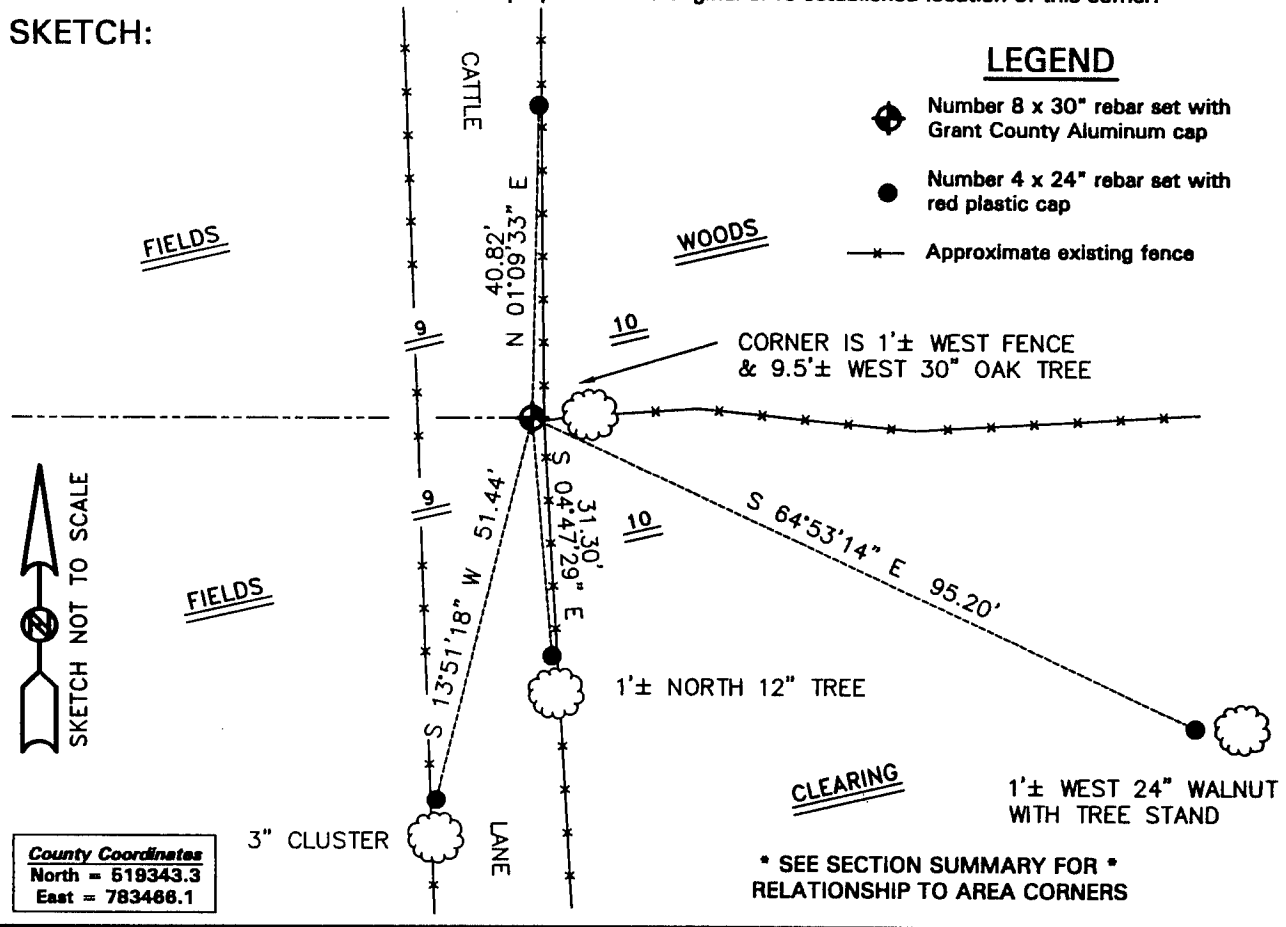 SKETCH:
LEGEND
Number 8 x 30" rebar set with
Grant County Aluminum cap
Number 4 x 24" rebar set with
red plastic cap
Approximate existing fence
CATTLE
FIELDS
WOODS
40.82'
N 01°09'33" E
9
10
CORNER IS 1'± WEST FENCE
& 9.5'± WEST 30" OAK TREE
9
10
S 13°51'18" W 51.44'
31.30'
S 04°47'29" E
S 64°53'14" E 95.20'
N
SKETCH NOT TO SCALE
FIELDS
1'± NORTH 12" TREE
CLEARING
1'± WEST 24" WALNUT
WITH TREE STAND
3" CLUSTER
LANE
County Coordinates
North = 519343.3
East = 783466.1
* SEE SECTION SUMMARY FOR *
RELATIONSHIP TO AREA CORNERS